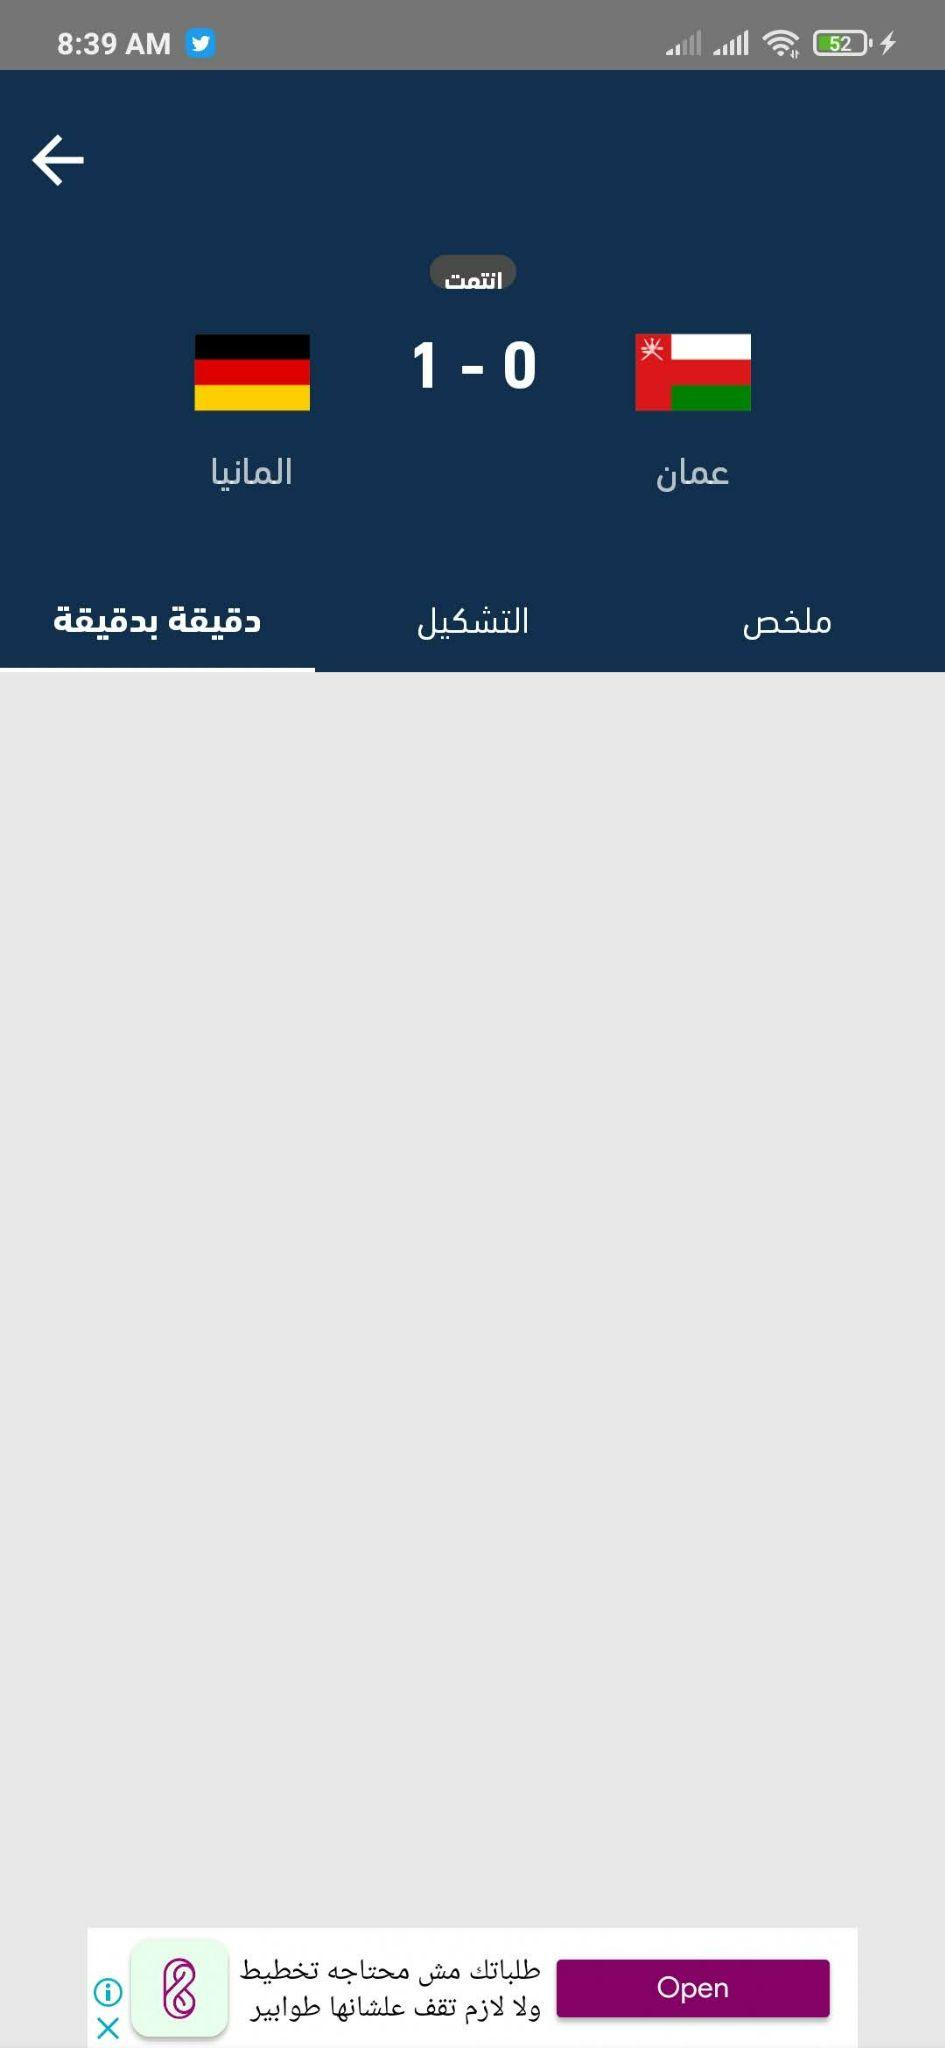 8:39 AM
52
انتهت
1 - 0
المانيا
عمان
ملخص
التشكيل
دقيقة بدقيقة
طلباتك مش محتاجه تخطيط
ولا لازم تقف علشانها طوابير
Open